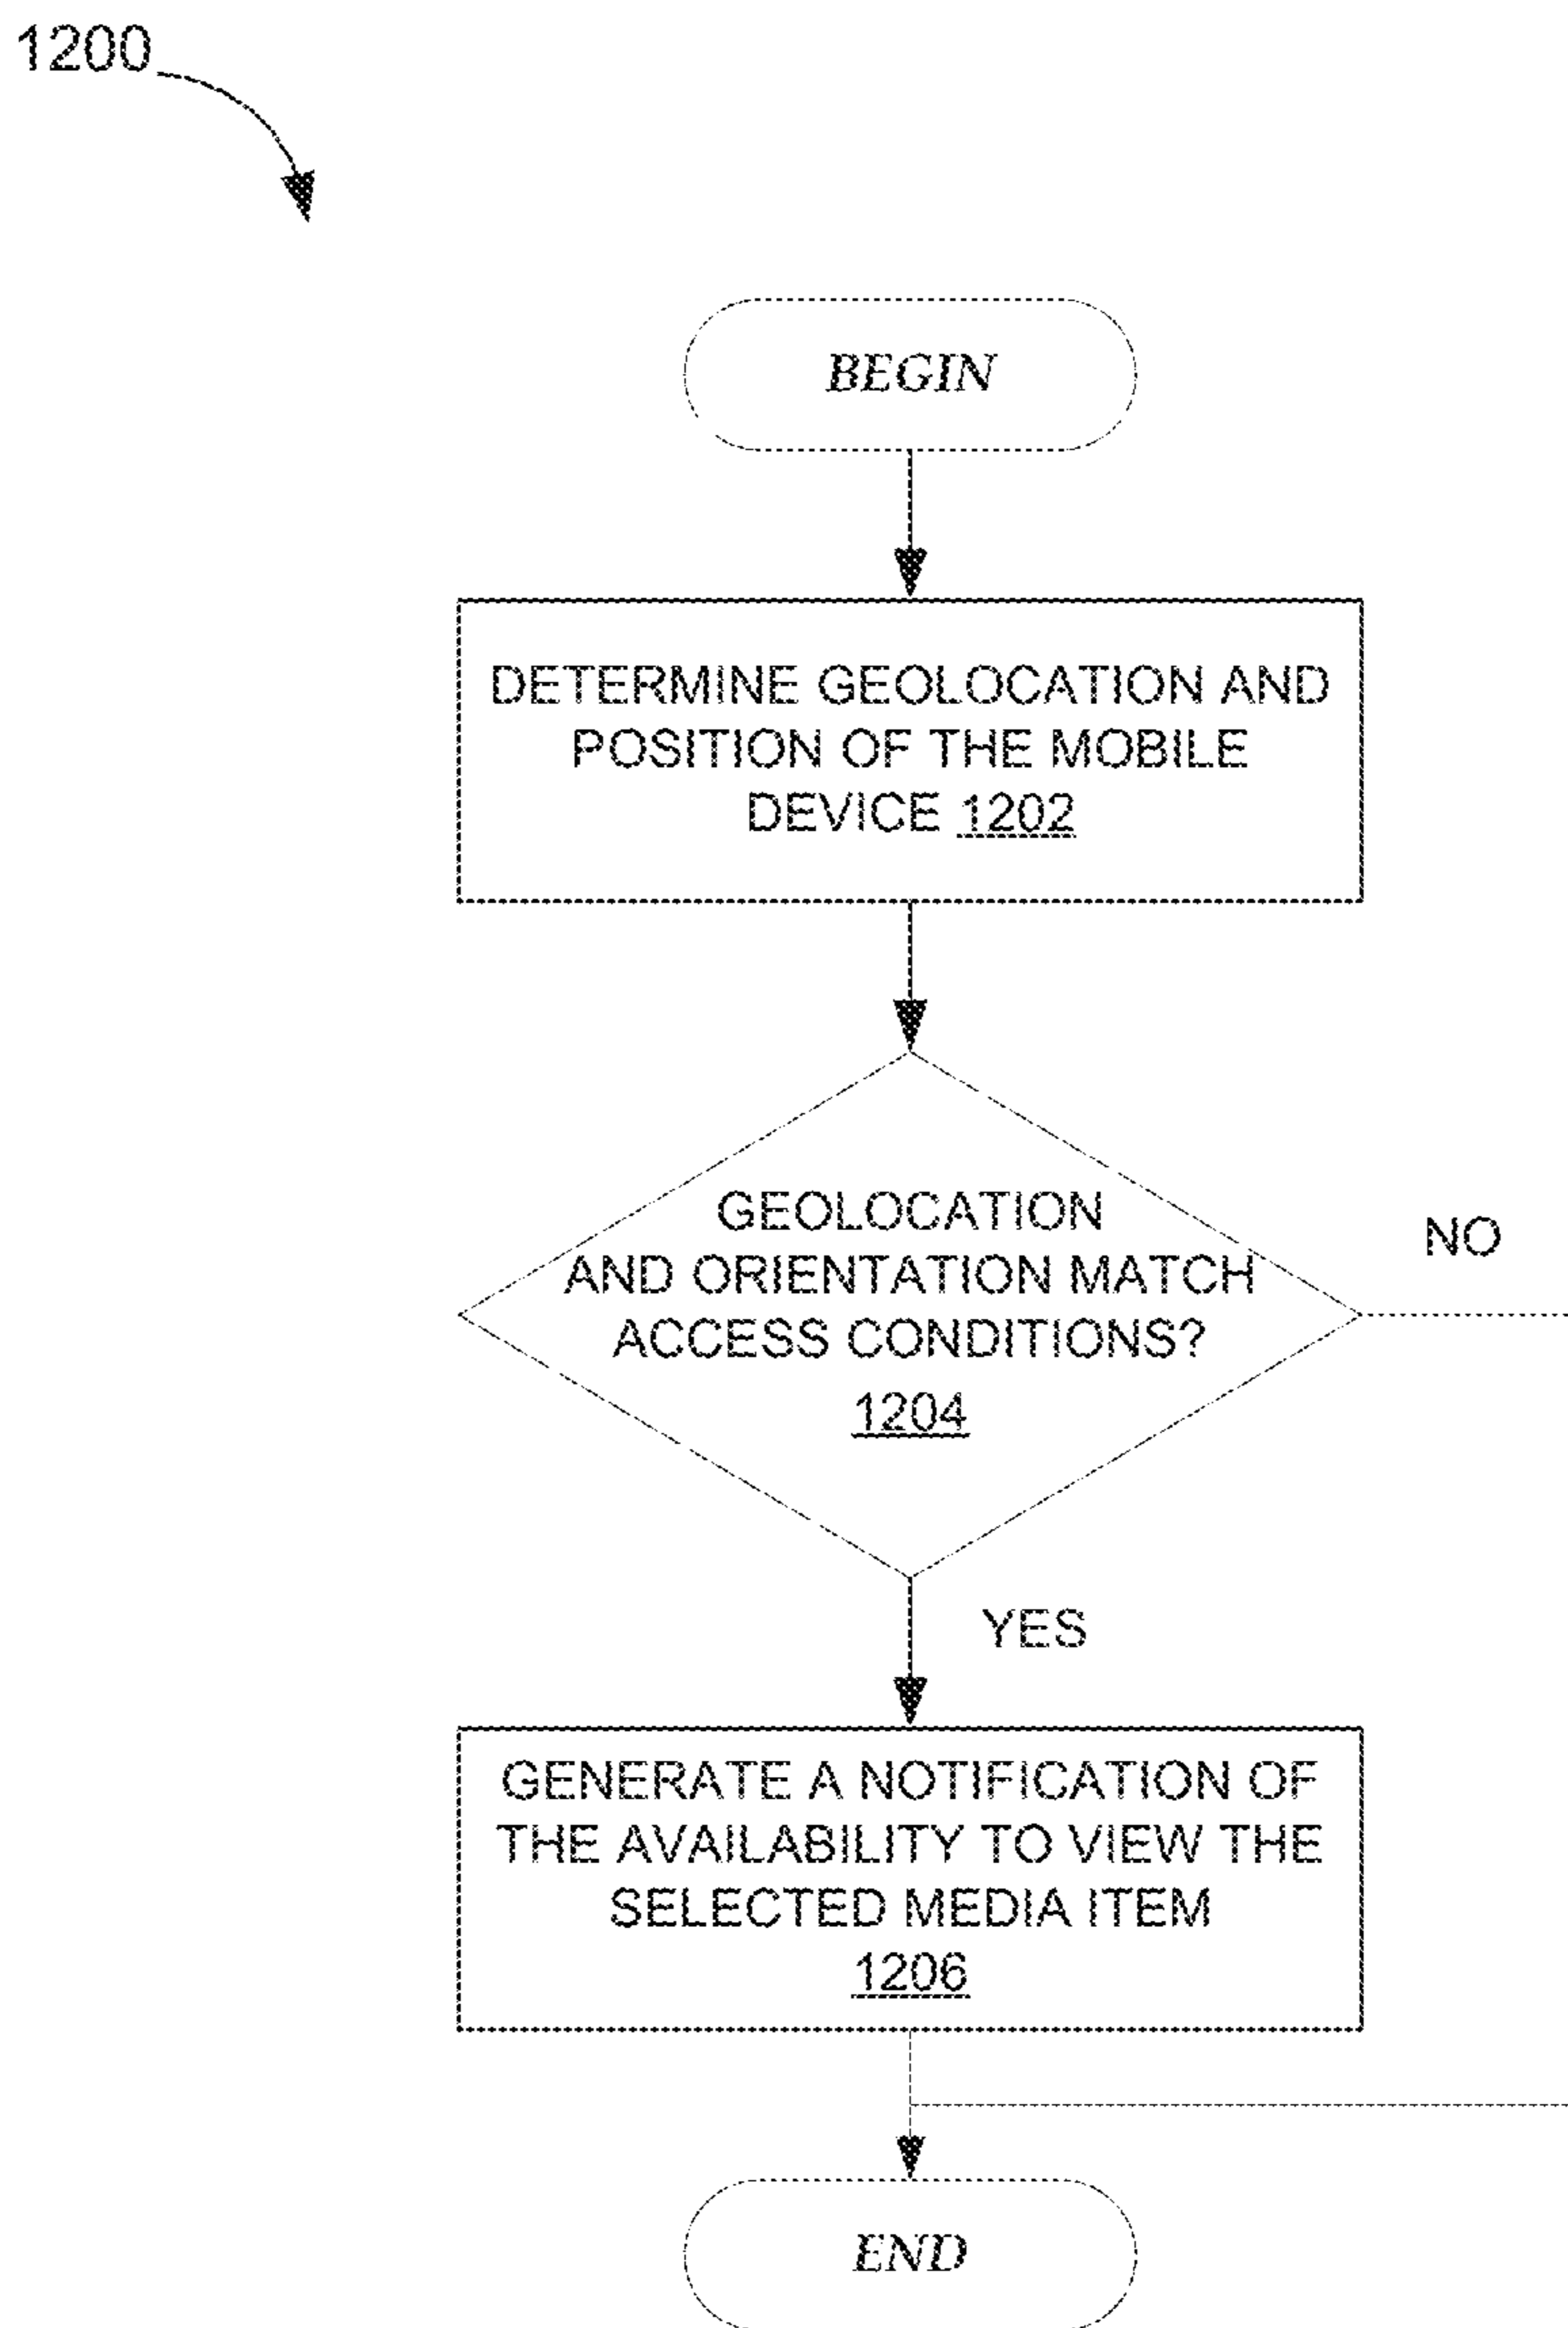 1200
BEGIN
DETERMINE GEOLOCATION AND
POSITION OF THE MOBILE
DEVICE 1202
GEOLOCATION
AND ORIENTATION MATCH
ACCESS CONDITIONS?
1204
NO
YES
GENERATE A NOTIFICATION OF
THE AVAILABILITY TO VIEW THE
SELECTED MEDIA ITEM
1206
END